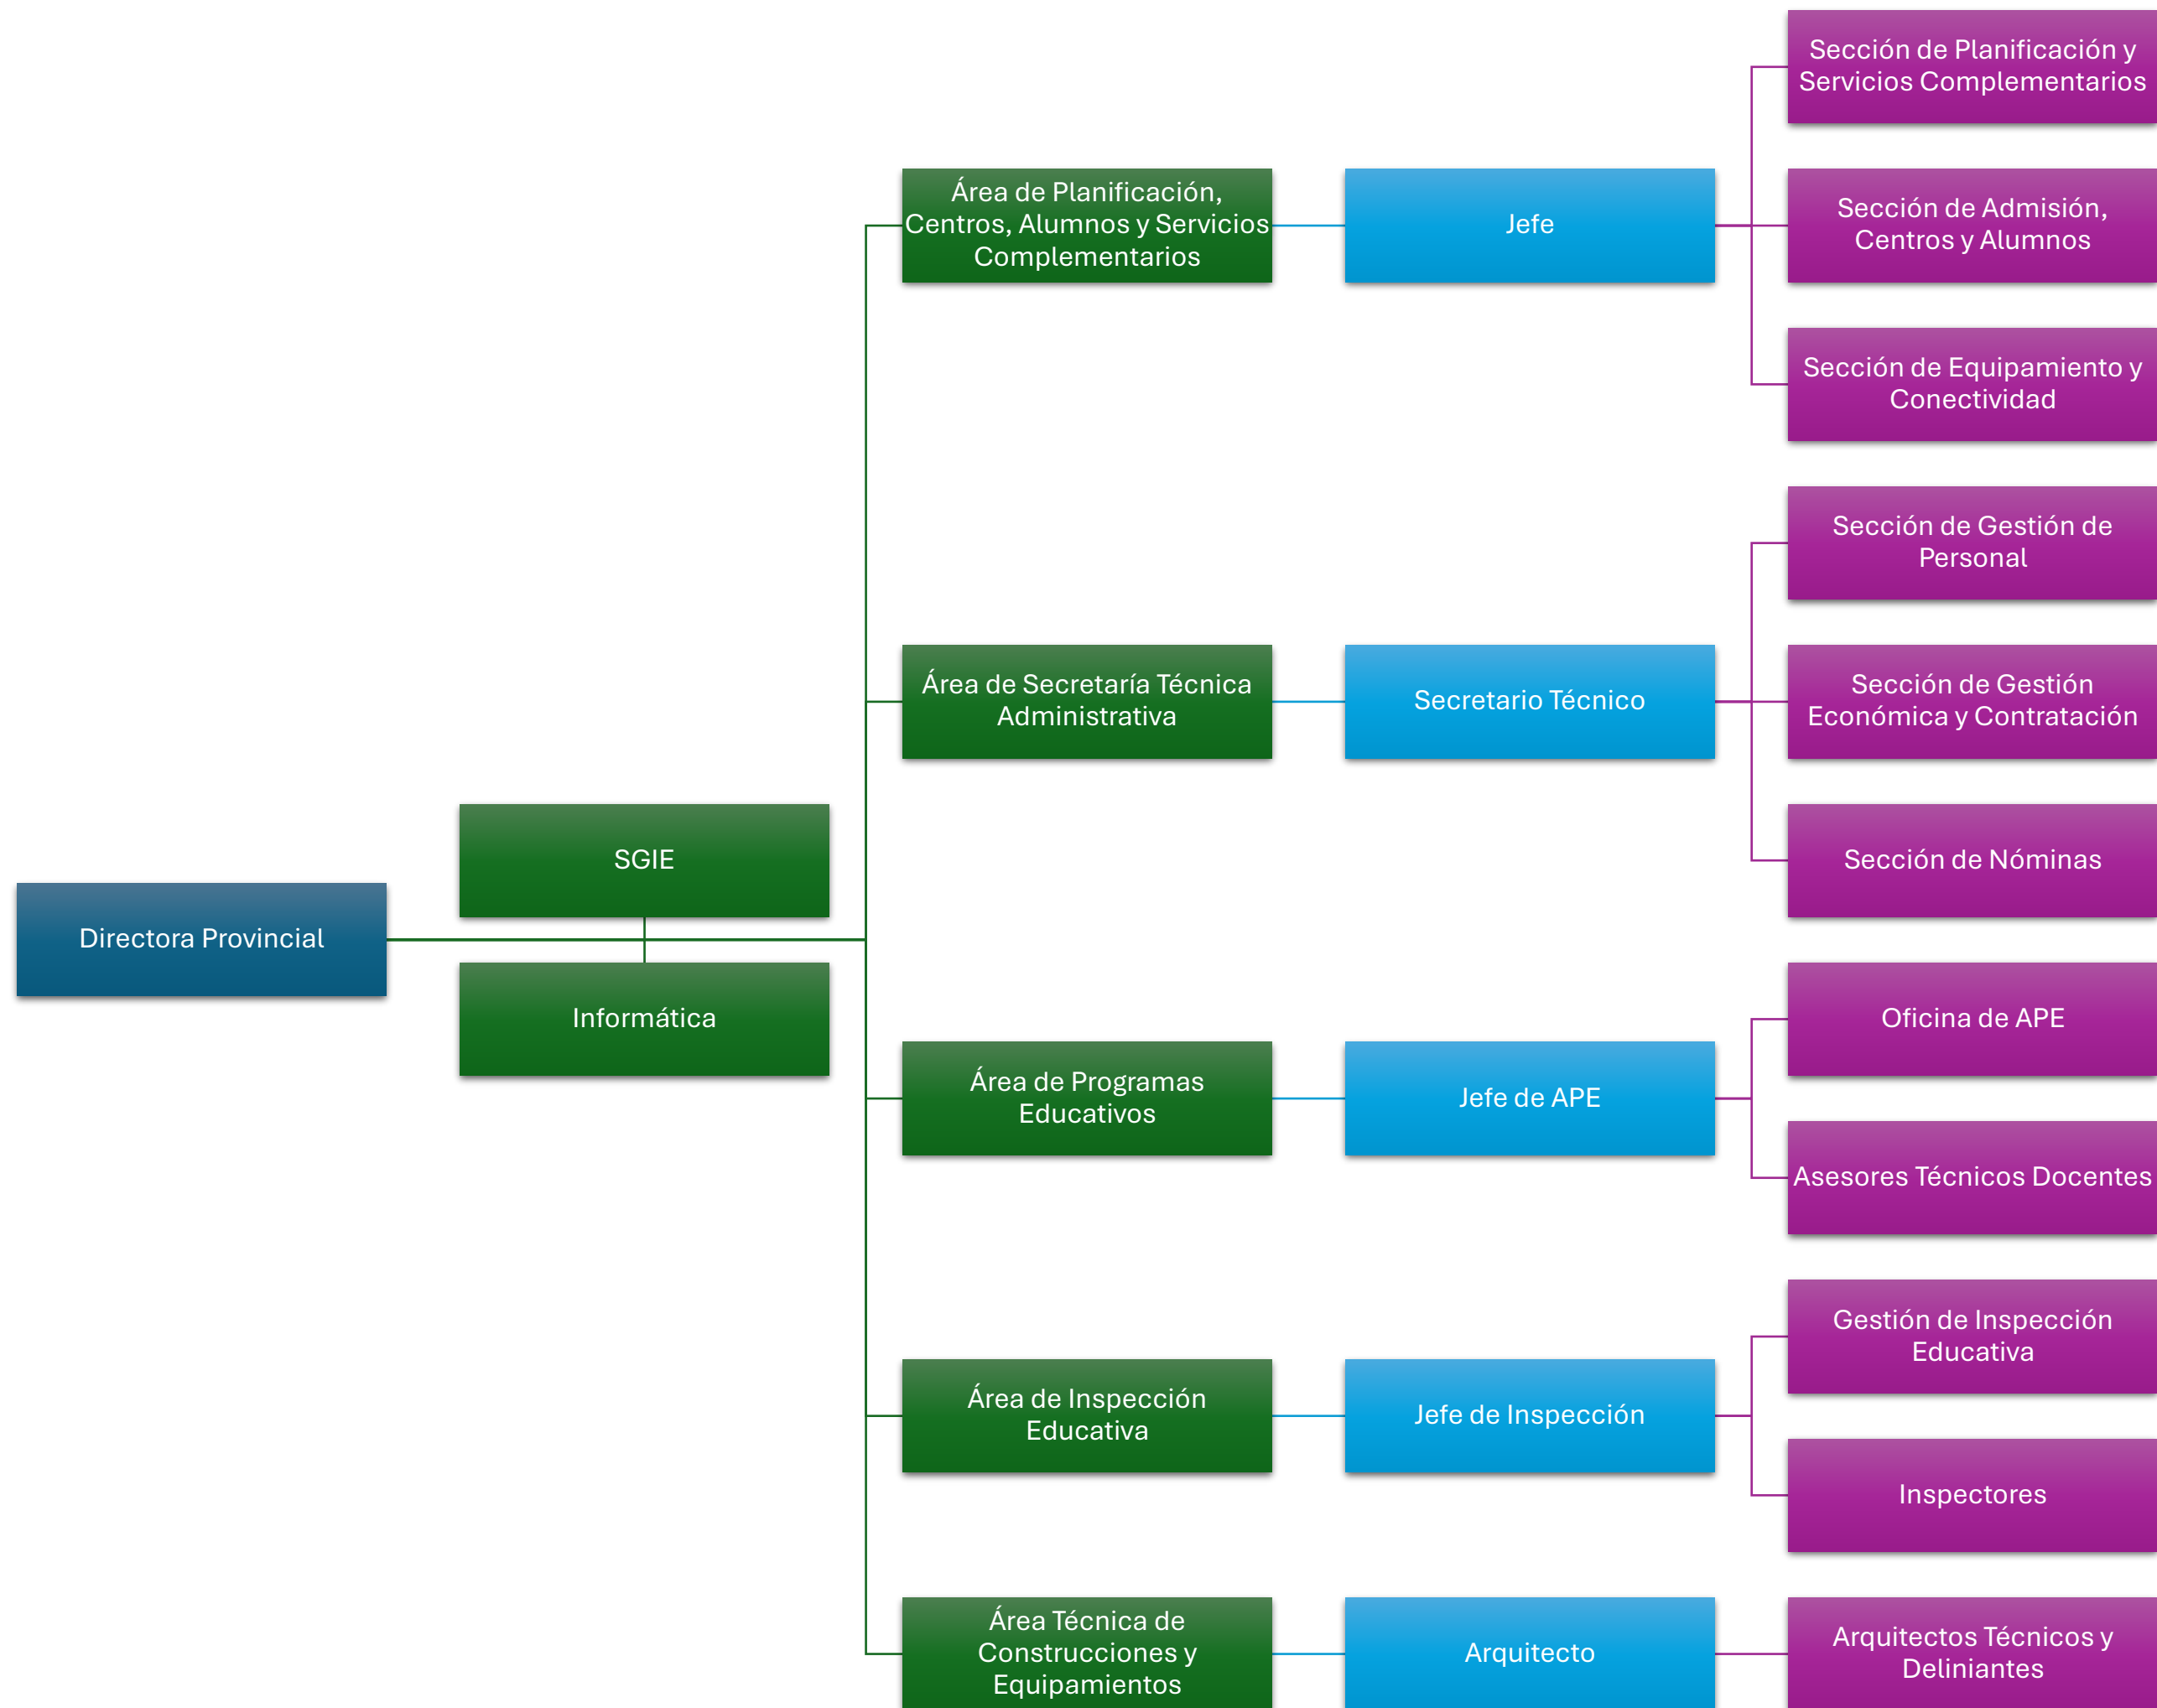 Directora Provincial
SGIE
Informática
Área de Planificación,
Centros, Alumnos y Servicios
Complementarios
Jefe
Sección de Planificación y
Servicios Complementarios
Sección de Admisión,
Centros y Alumnos
Sección de Equipamiento y
Conectividad
Área de Secretaría Técnica
Administrativa
Secretario Técnico
Sección de Gestión de
Personal
Sección de Gestión
Económica y Contratación
Sección de Nóminas
Área de Programas
Educativos
Jefe de APE
Oficina de APE
Asesores Técnicos Docentes
Área de Inspección
Educativa
Jefe de Inspección
Gestión de Inspección
Educativa
Inspectores
Área Técnica de
Construcciones y
Equipamientos
Arquitecto
Arquitectos Técnicos y
Deliniantes